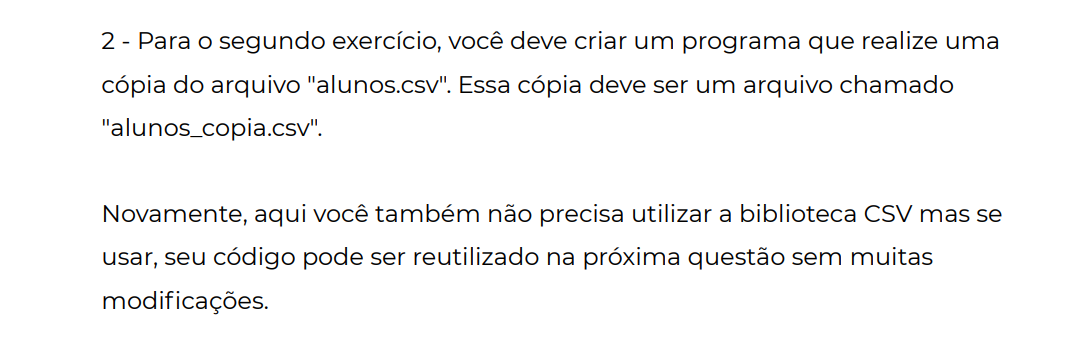 2 - Para o segundo exercício, você deve criar um programa que realize uma
cópia do arquivo "alunos.csv". Essa cópia deve ser um arquivo chamado
"alunos_copia.csv".
Novamente, aqui você também não precisa utilizar a biblioteca CSV mas se
usar, seu código pode ser reutilizado na próxima questão sem muitas
modificações.